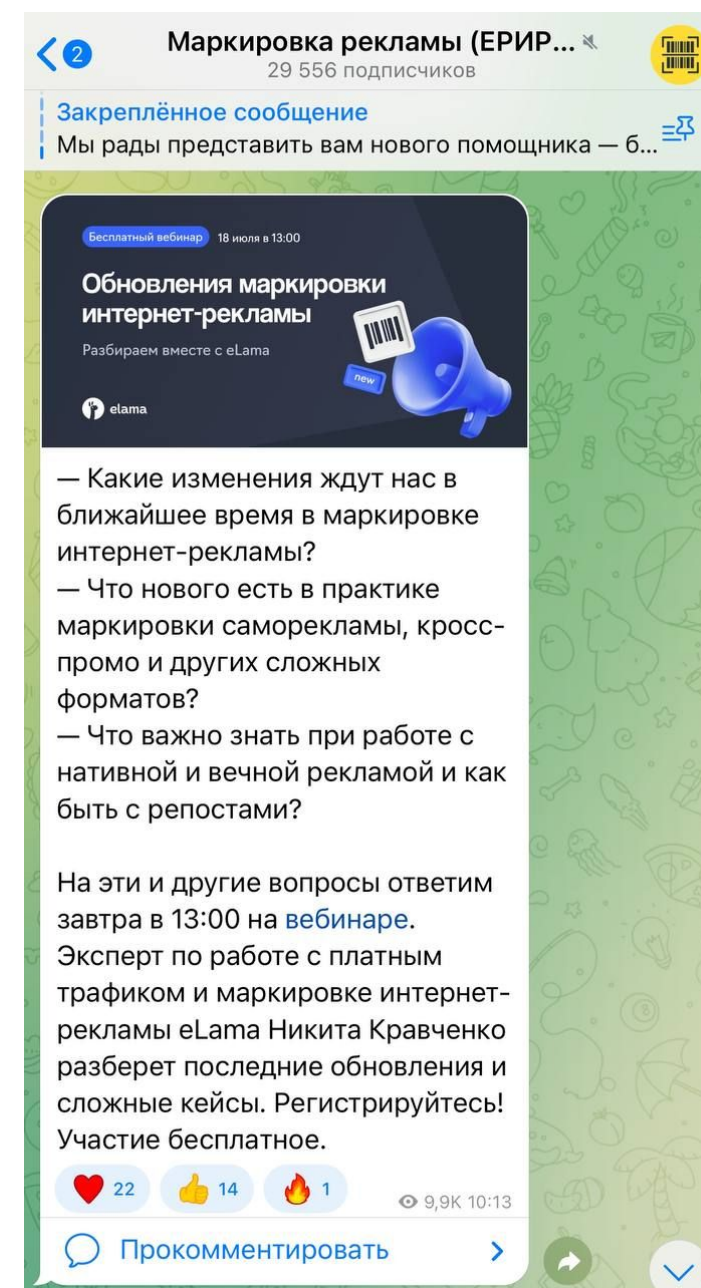 2
Маркировка рекламы (ЕРИР...
29 556 подписчиков
Закреплённое сообщение
Мы рады представить вам нового помощника — б...
Бесплатный вебинар 18 июля в 13:00
Обновления маркировки
интернет-рекламы
Разбираем вместе с eLama
new
elama
— Какие изменения ждут нас в
ближайшее время в маркировке
интернет-рекламы?
— Что нового есть в практике
маркировки саморекламы, кросс-
промо и других сложных
форматов?
— Что важно знать при работе с
нативной и вечной рекламой и как
быть с репостами?
На эти и другие вопросы ответим
завтра в 13:00 на вебинаре.
Эксперт по работе с платным
трафиком и маркировке интернет-
рекламы eLama Никита Кравченко
разберет последние обновления и
сложные кейсы. Регистрируйтесь!
Участие бесплатное.
❤️ 22 👍 14 🔥 1 9,9K 10:13
Прокомментировать